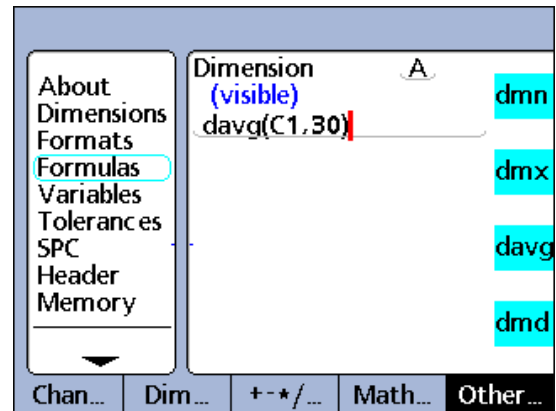 About
Dimensions
Formats
Formulas
Variables
Tolerances
SPC
Header
Memory
Dimension A
(visible)
davg(C1,30)
dmn
dmx
davg
dmd
Chan... Dim... +-*/... Math... Other...